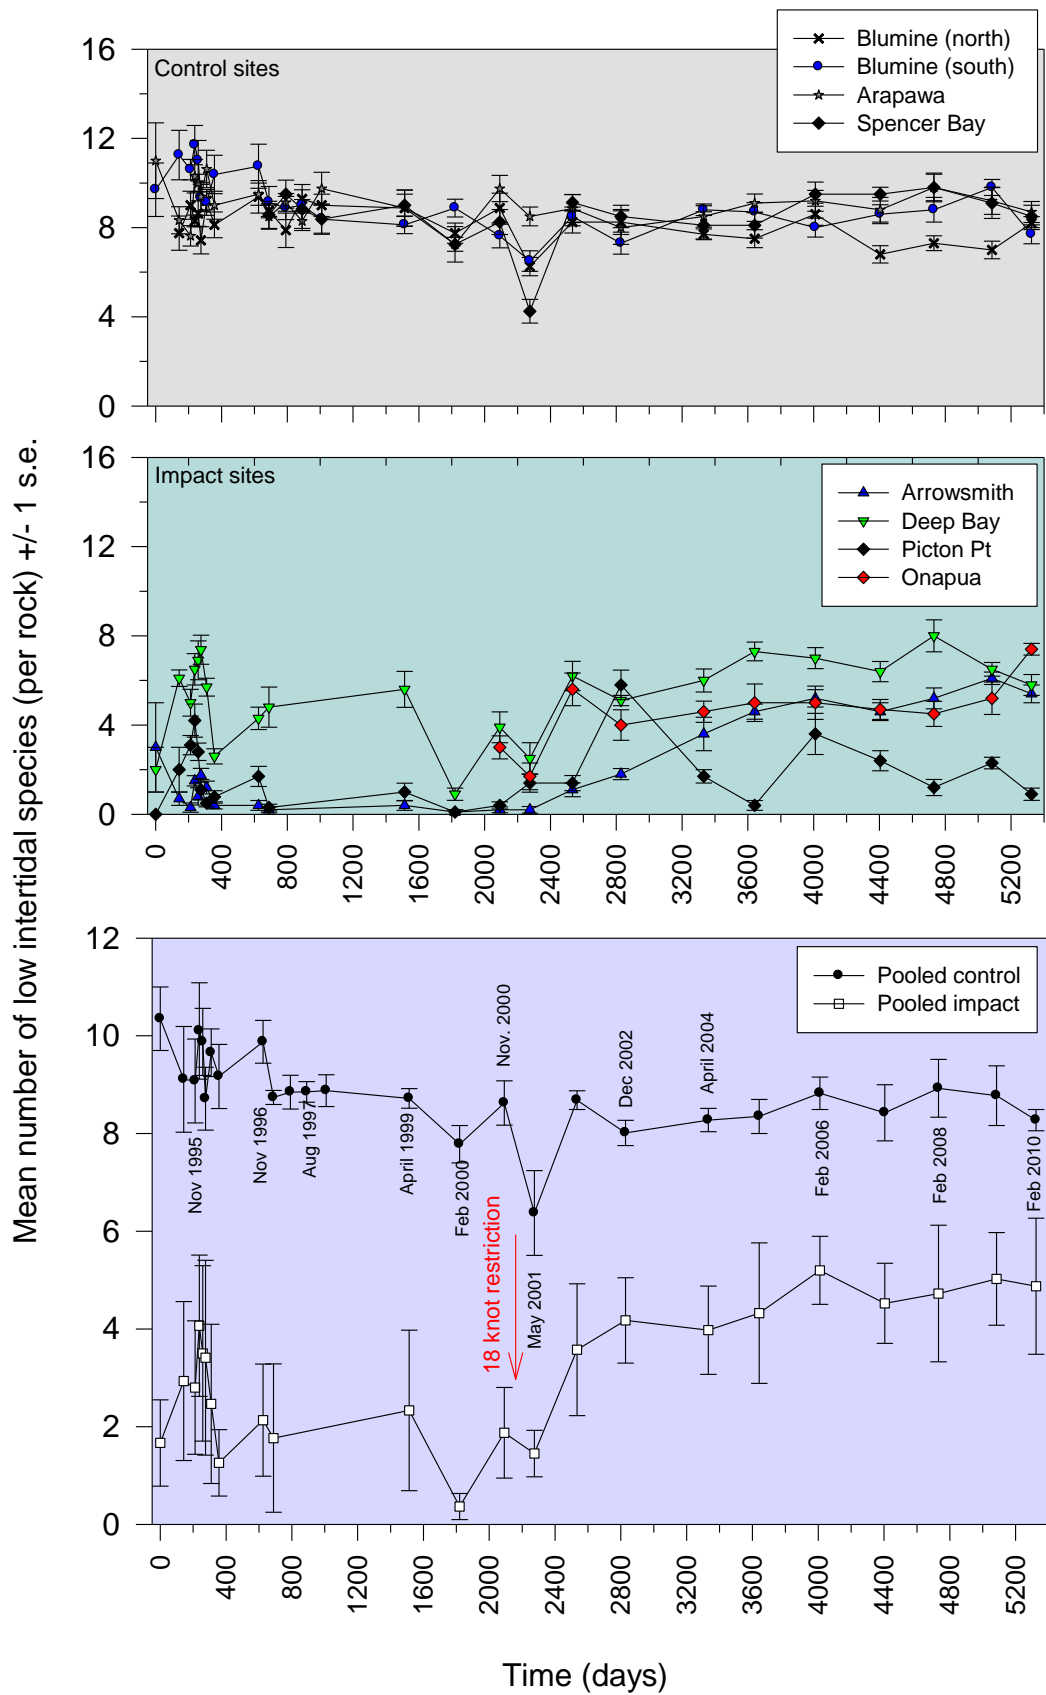 Mean number of low intertidal species (per rock) +/- 1 s.e.
Blumine (north)
Blumine (south)
Arapawa
Spencer Bay
Control sites
16
12
8
4
0
Impact sites
Arrowsmith
Deep Bay
Picton Pt
Onapua
16
12
8
4
0
0 400 800 1200 1600 2000 2400 2800 3200 3600 4000 4400 4800 5200
Pooled control
Pooled impact
12
10
8
6
4
2
0
Nov 1995
Nov 1996
Aug 1997
April 1999
Feb 2000
Nov. 2000
May 2001
Dec 2002
April 2004
Feb 2006
Feb 2008
Feb 2010
18 knot restriction
0 400 800 1200 1600 2000 2400 2800 3200 3600 4000 4400 4800 5200
Time (days)